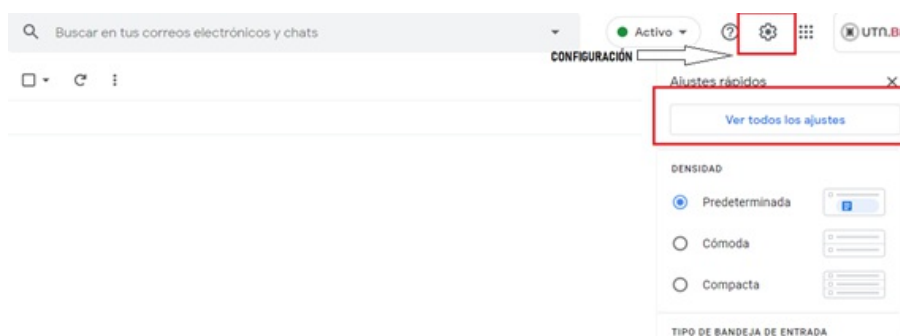 Buscar en tus correos electrónicos y chats
Activo
UTN.B
CONFIGURACIÓN
Ajustes rápidos
Ver todos los ajustes
DENSIDAD
Predeterminada
Cómoda
Compacta
TIPO DE BANDEJA DE ENTRADA